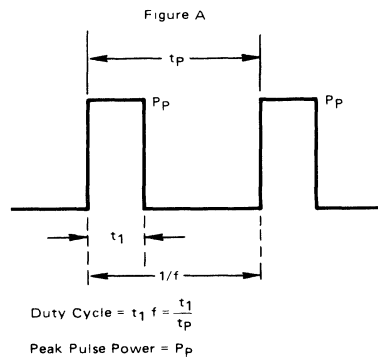 Figure A
tp
Pp
Pp
t1
1/f
Duty Cycle = t1 f = t1/tp
Peak Pulse Power = Pp